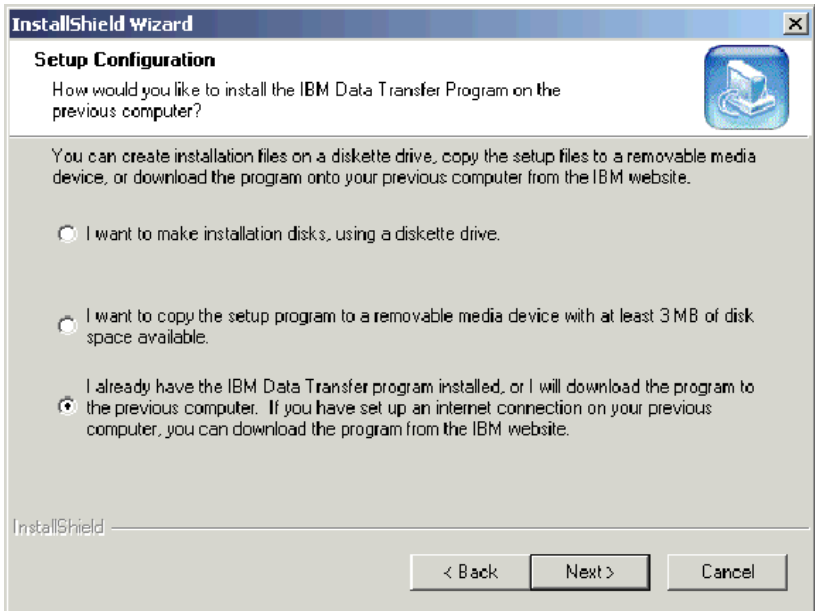 InstallShield Wizard
Setup Configuration
How would you like to install the IBM Data Transfer Program on the
previous computer?
You can create installation files on a diskette drive, copy the setup files to a removable media
device, or download the program onto your previous computer from the IBM website.
I want to make installation disks, using a diskette drive.
I want to copy the setup program to a removable media device with at least 3 MB of disk
space available.
I already have the IBM Data Transfer program installed, or I will download the program to
the previous computer. If you have set up an internet connection on your previous
computer, you can download the program from the IBM website.
InstallShield
< Back
Next >
Cancel